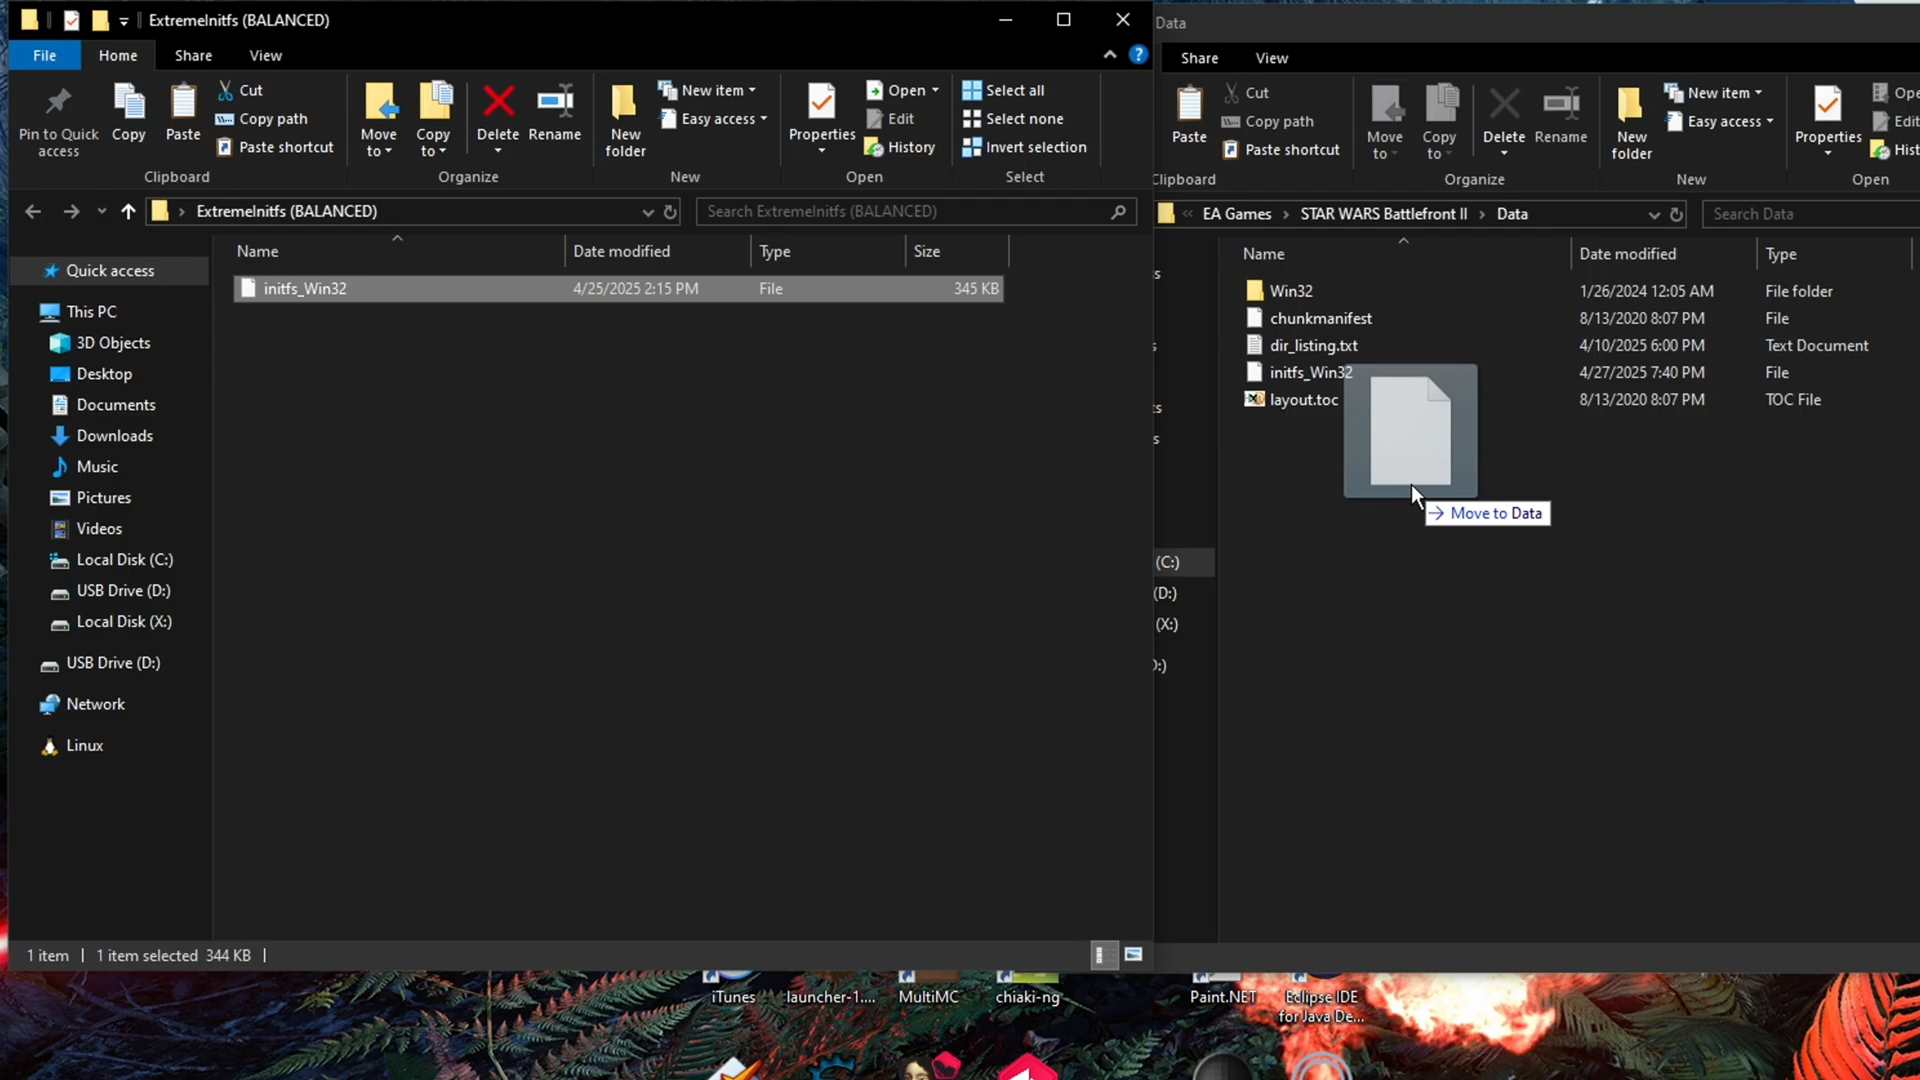 ExtremeInitfs (BALANCED)
File
Home
Share
View
Pin to Quick
access
Copy
Paste
Cut
Copy path
Paste shortcut
Clipboard
Move
to
Copy
to
Delete
Rename
Organize
New
folder
New item
Easy access
New
Properties
Open
Edit
History
Open
Select all
Select none
Invert selection
Select
ExtremeInitfs (BALANCED)
Search ExtremeInitfs (BALANCED)
Name
Date modified
Type
Size
initfs_Win32
4/25/2025 2:15 PM
File
345 KB
Quick access
This PC
3D Objects
Desktop
Documents
Downloads
Music
Pictures
Videos
Local Disk (C:)
USB Drive (D:)
Local Disk (X:)
USB Drive (D:)
Network
Linux
1 item
1 item selected 344 KB
Data
Share
View
Paste
Cut
Copy path
Paste shortcut
Clipboard
Move
to
Copy
to
Delete
Rename
Organize
New
folder
New item
Easy access
New
Properties
Ope
Edit
Hist
Open
EA Games
STAR WARS Battlefront II
Data
Search Data
Name
Date modified
Type
Win32
1/26/2024 12:05 AM
File folder
chunkmanifest
8/13/2020 8:07 PM
File
dir_listing.txt
4/10/2025 6:00 PM
Text Document
initfs_Win32
4/27/2025 7:40 PM
File
layout.toc
8/13/2020 8:07 PM
TOC File
Move to Data
s
s
ts
s
(C:)
(D:)
(X:)
):)
iTunes
launcher-1....
MultiMC
chiaki-ng
Paint.NET
Eclipse IDE
for Java De...